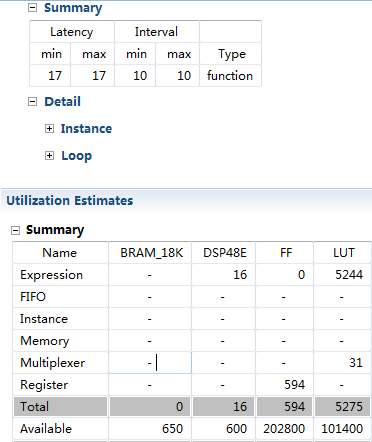 Summary
Latency Interval
min max min max Type
17 17 10 10 function
Detail
Instance
Loop
Utilization Estimates
Summary
Name BRAM_18K DSP48E FF LUT
Expression - 16 0 5244
FIFO - - - -
Instance - - - -
Memory - - - -
Multiplexer - - - 31
Register - - 594 -
Total 0 16 594 5275
Available 650 600 202800 101400